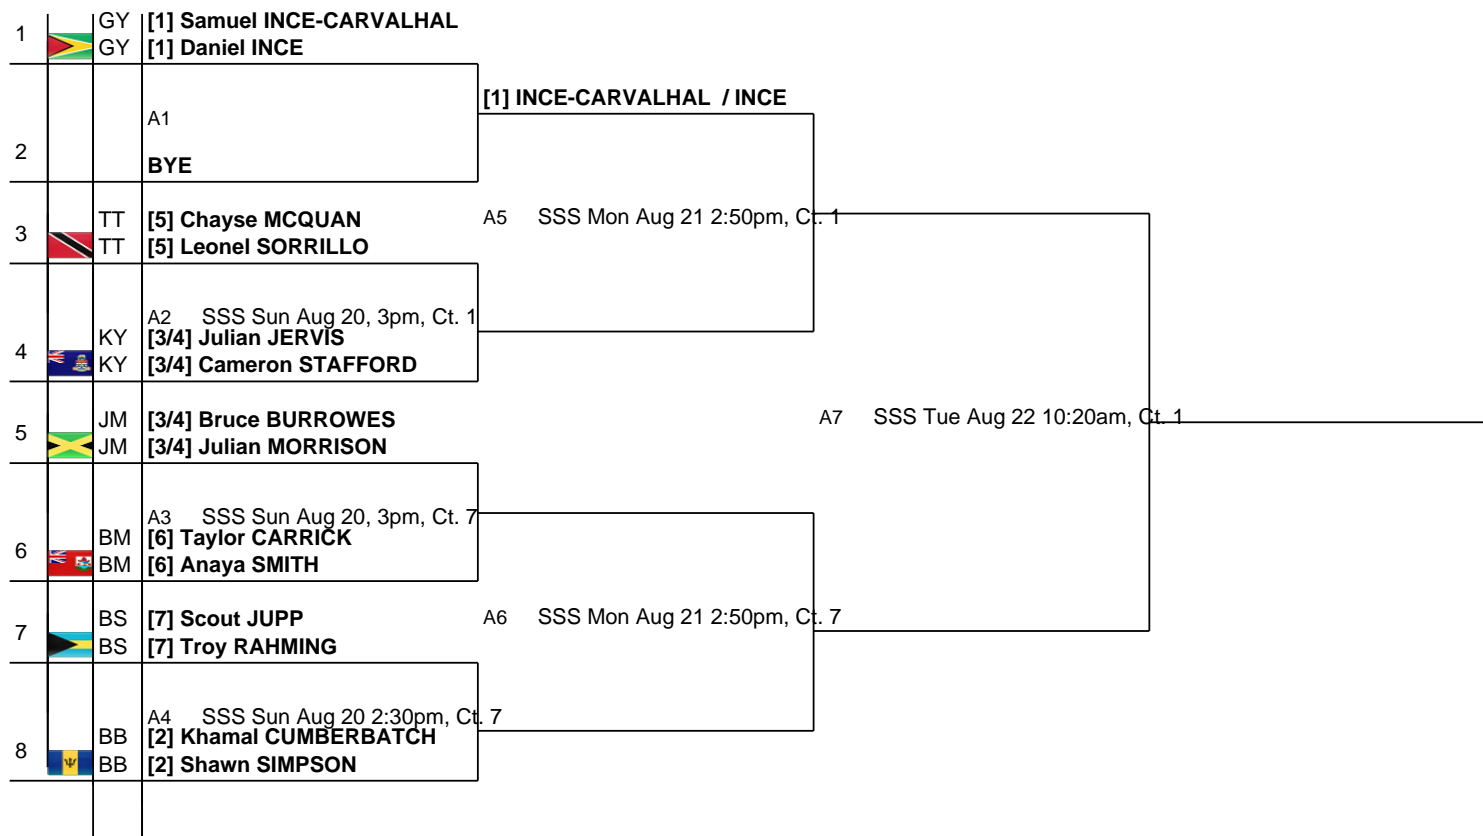 1 GY [1] Samuel INCE-CARVALHAL
GY [1] Daniel INCE
[1] INCE-CARVALHAL / INCE
A1
2 BYE
3 TT [5] Chayse MCQUAN
TT [5] Leonel SORRILLO
A5 SSS Mon Aug 21 2:50pm, Ct. 1
A2 SSS Sun Aug 20, 3pm, Ct. 1
4 KY [3/4] Julian JERVIS
KY [3/4] Cameron STAFFORD
5 JM [3/4] Bruce BURROWES
JM [3/4] Julian MORRISON
A7 SSS Tue Aug 22 10:20am, Ct. 1
A3 SSS Sun Aug 20, 3pm, Ct. 7
6 BM [6] Taylor CARRICK
BM [6] Anaya SMITH
7 BS [7] Scout JUPP
BS [7] Troy RAHMING
A6 SSS Mon Aug 21 2:50pm, Ct. 7
A4 SSS Sun Aug 20 2:30pm, Ct. 7
8 BB [2] Khamal CUMBERBATCH
BB [2] Shawn SIMPSON